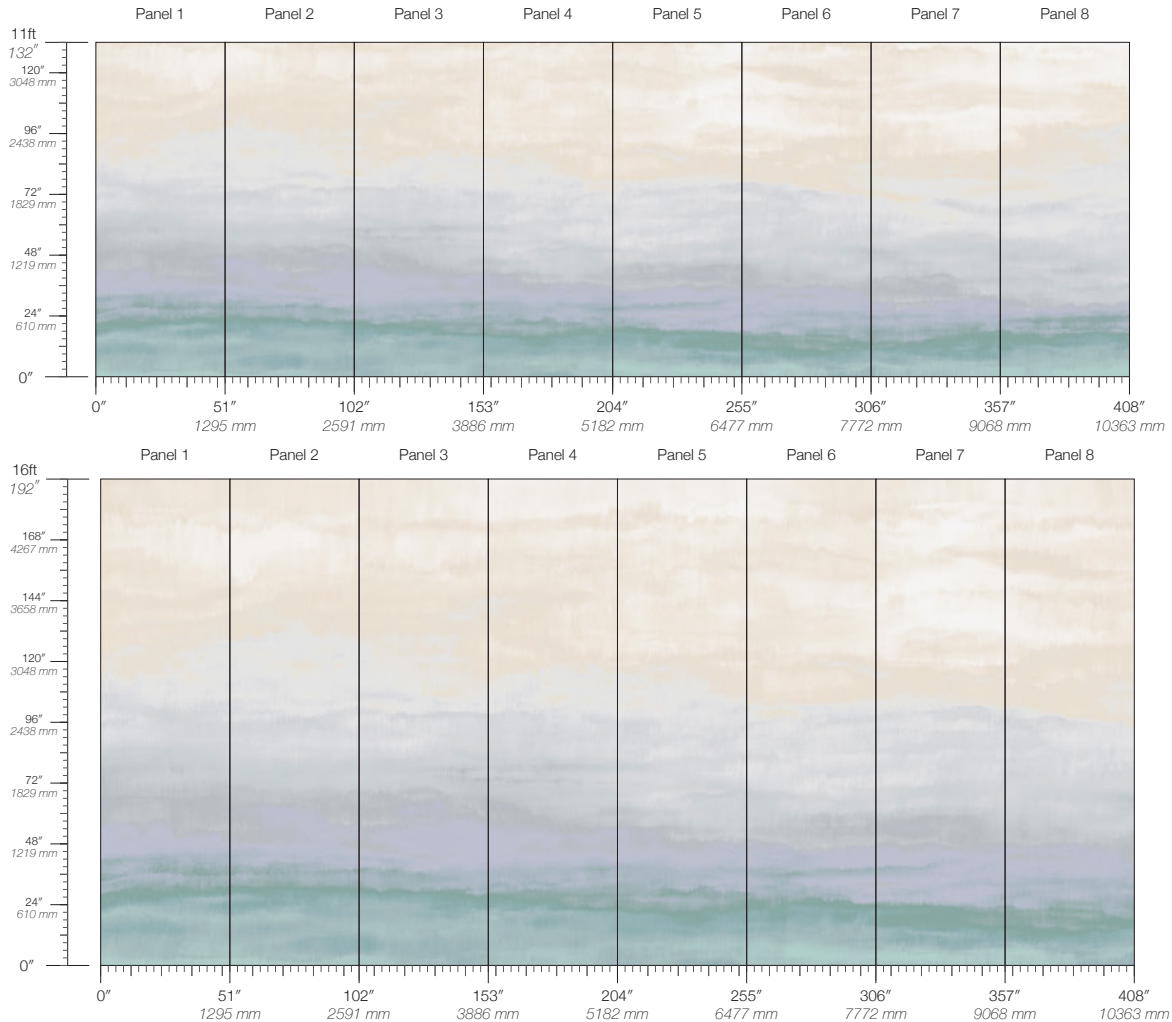 Panel 1 Panel 2 Panel 3 Panel 4 Panel 5 Panel 6 Panel 7 Panel 8
11ft
132″
120″
3048 mm
96″
2438 mm
72″
1829 mm
48″
1219 mm
24″
610 mm
0″
0″ 51″ 102″ 153″ 204″ 255″ 306″ 357″ 408″
1295 mm 2591 mm 3886 mm 5182 mm 6477 mm 7772 mm 9068 mm 10363 mm
Panel 1 Panel 2 Panel 3 Panel 4 Panel 5 Panel 6 Panel 7 Panel 8
16ft
192″
168″
4267 mm
144″
3658 mm
120″
3048 mm
96″
2438 mm
72″
1829 mm
48″
1219 mm
24″
610 mm
0″
0″ 51″ 102″ 153″ 204″ 255″ 306″ 357″ 408″
1295 mm 2591 mm 3886 mm 5182 mm 6477 mm 7772 mm 9068 mm 10363 mm